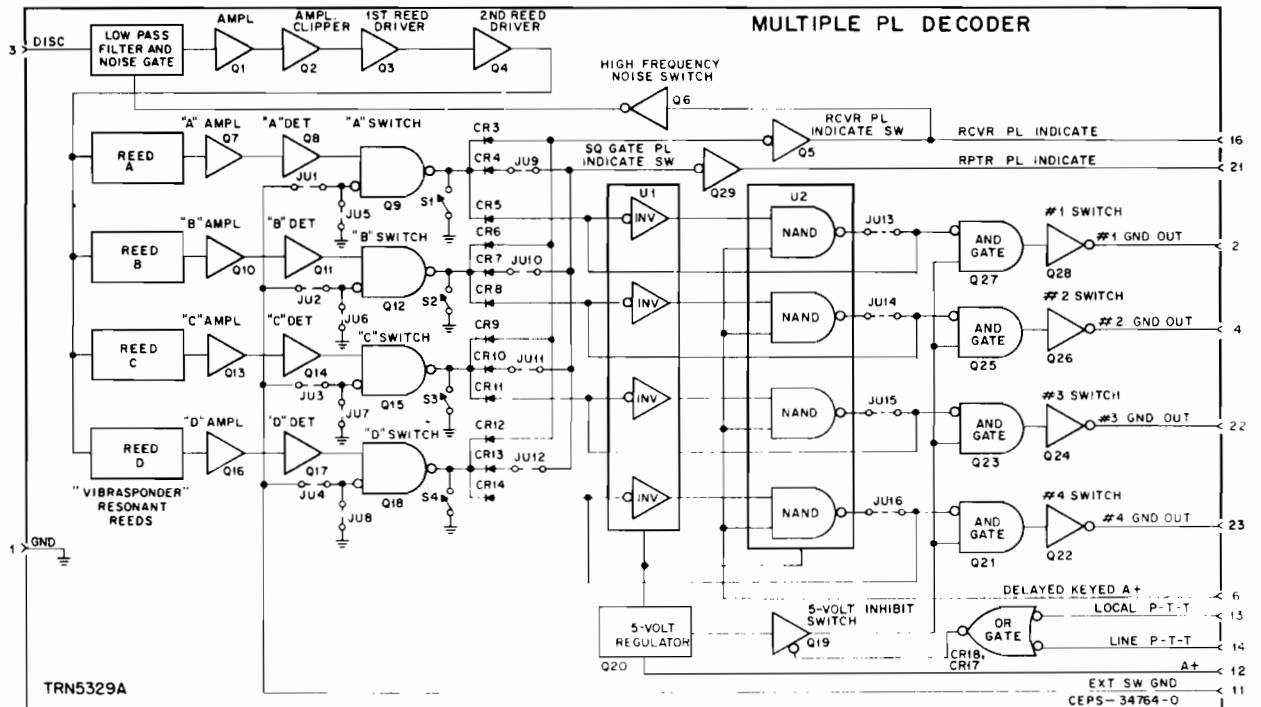 MULTIPLE PL DECODER
3 DISC
LOW PASS
FILTER AND
NOISE GATE
AMPL
Q1
AMPL.
CLIPPER
Q2
1ST REED
DRIVER
Q3
2ND REED
DRIVER
Q4
HIGH FREQUENCY
NOISE SWITCH
Q6
RCVR PL
INDICATE SW
Q5
RCVR PL INDICATE
16
SQ GATE PL
INDICATE SW
Q29
RPTR PL INDICATE
21
REED
A
"A" AMPL
Q7
"A" DET
Q8
"A" SWITCH
Q9
JU1
JU5
S1
CR3
CR4
JU9
CR5
REED
B
"B" AMPL
Q10
"B" DET
Q11
"B" SWITCH
Q12
JU2
JU6
S2
CR6
CR7
JU10
CR8
REED
C
"C" AMPL
Q13
"C" DET
Q14
"C" SWITCH
Q15
JU3
JU7
S3
CR9
CR10
JU11
CR11
REED
D
"D" AMPL
Q16
"D" DET
Q17
"D" SWITCH
Q18
JU4
JU8
S4
CR12
CR13
JU12
CR14
"VIBRASPONDER"
RESONANT
REEDS
U1
INV
INV
INV
INV
U2
NAND
NAND
NAND
NAND
JU13
JU14
JU15
JU16
AND
GATE
Q27
#1 SWITCH
Q28
#1 GND OUT
2
AND
GATE
Q25
#2 SWITCH
Q26
#2 GND OUT
4
AND
GATE
Q23
#3 SWITCH
Q24
#3 GND OUT
22
AND
GATE
Q21
#4 SWITCH
Q22
#4 GND OUT
23
1 GND
DELAYED KEYED A+
6
5-VOLT
REGULATOR
Q20
5-VOLT INHIBIT
SWITCH
Q19
OR
GATE
CR18,
CR17
LOCAL P-T-T
13
LINE P-T-T
14
A+
12
EXT SW GND
11
TRN5329A
CEPS-34764-O